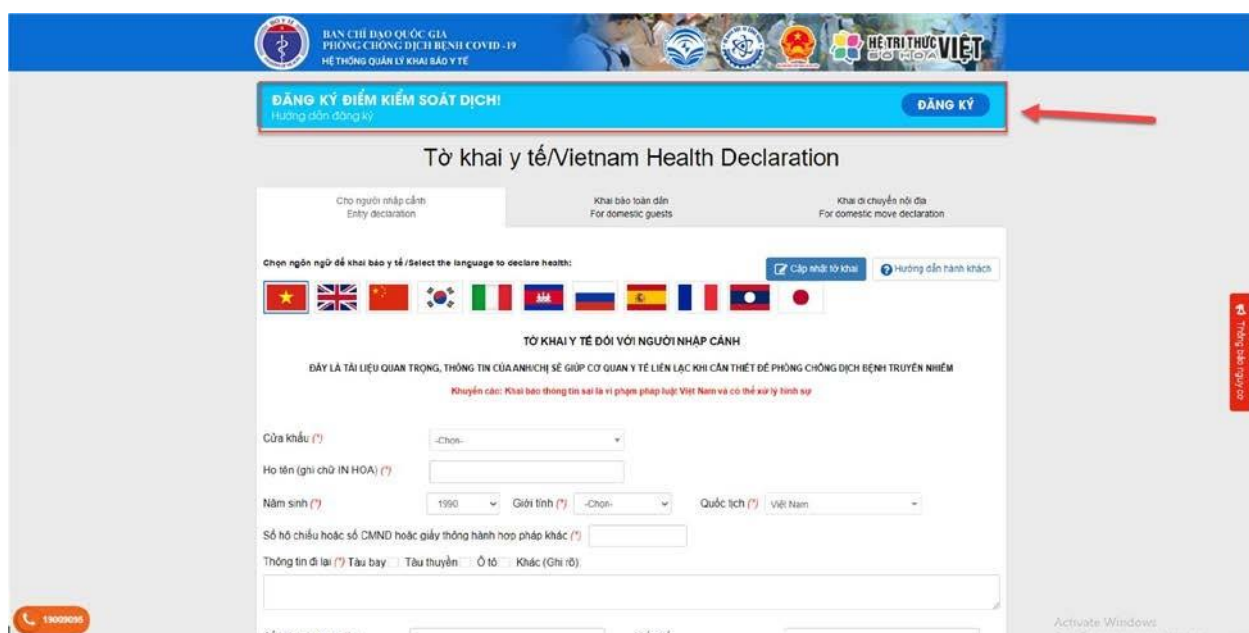 BAN CHỈ ĐẠO QUỐC GIA
PHÒNG CHỐNG DỊCH BỆNH COVID -19
HỆ THỐNG QUẢN LÝ KHAI BÁO Y TẾ
HỆ TRI THỨC VIỆT
SỐ HÓA
ĐĂNG KÝ ĐIỂM KIỂM SOÁT DỊCH!
Hướng dẫn đăng ký
ĐĂNG KÝ
Tờ khai y tế/Vietnam Health Declaration
Cho người nhập cảnh
Entry declaration
Khai báo toàn dân
For domestic guests
Khai di chuyển nội địa
For domestic move declaration
Chọn ngôn ngữ để khai báo y tế /Select the language to declare health:
Cập nhật tờ khai
Hướng dẫn hành khách
TỜ KHAI Y TẾ ĐỐI VỚI NGƯỜI NHẬP CẢNH
ĐÂY LÀ TÀI LIỆU QUAN TRỌNG, THÔNG TIN CỦA ANH/CHỊ SẼ GIÚP CƠ QUAN Y TẾ LIÊN LẠC KHI CẦN THIẾT ĐỂ PHÒNG CHỐNG DỊCH BỆNH TRUYỀN NHIỄM
Khuyến cáo: Khai báo thông tin sai là vi phạm pháp luật Việt Nam và có thể xử lý hình sự
Cửa khẩu (*) -Chọn-
Họ tên (ghi chữ IN HOA) (*)
Năm sinh (*) 1990 Giới tính (*) -Chọn- Quốc tịch (*) Việt Nam
Số hộ chiếu hoặc số CMND hoặc giấy thông hành hợp pháp khác (*)
Thông tin đi lại (*) Tàu bay Tàu thuyền Ô tô Khác (Ghi rõ)
Thông báo nguy cơ
19009095
Activate Windows